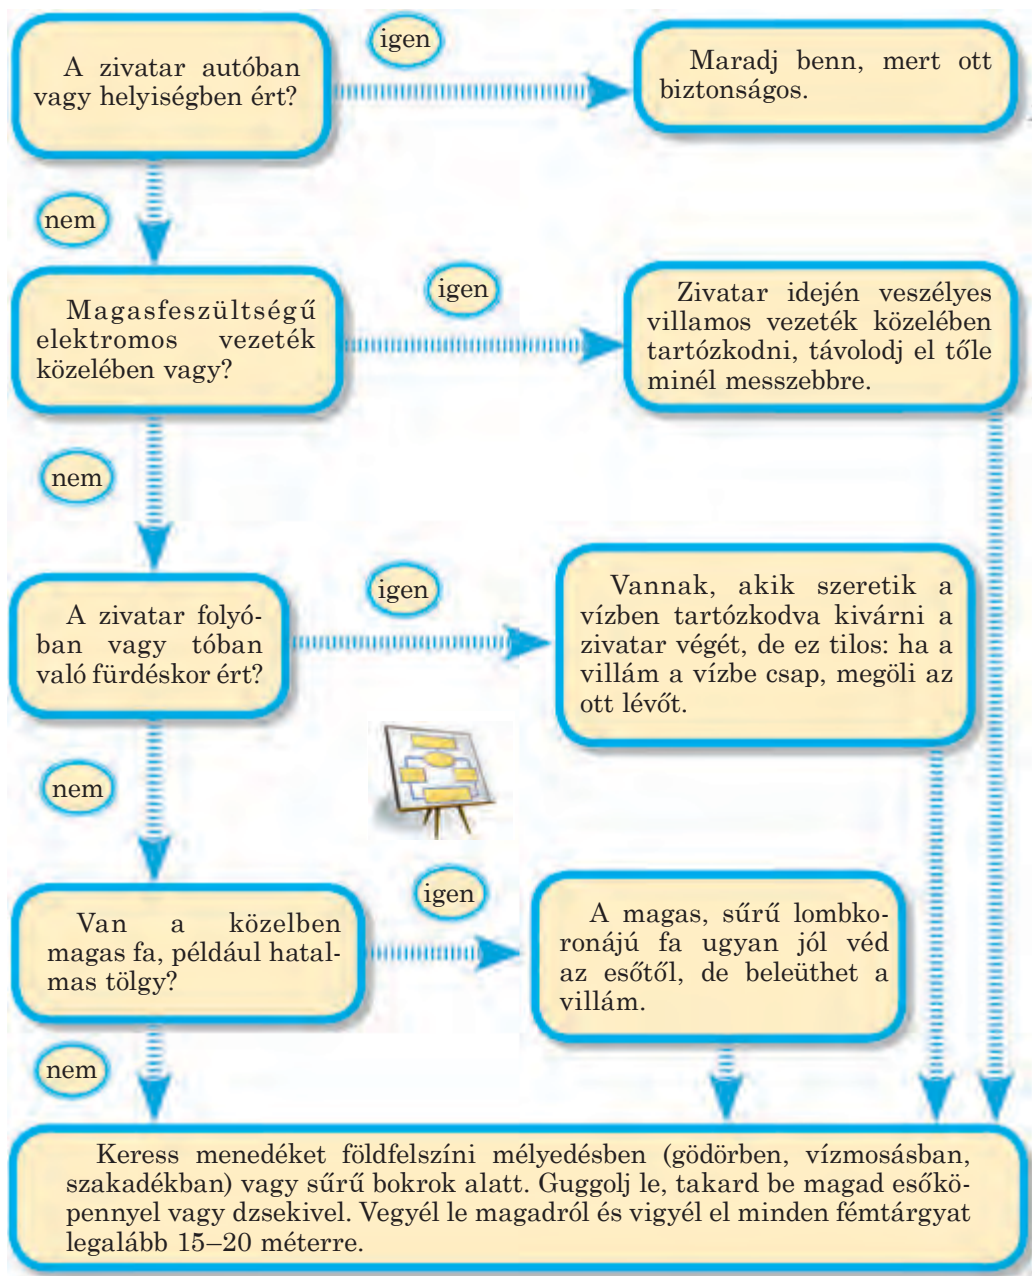 A zivatar autóban
vagy helyiségben ért?
igen
Maradj benn, mert ott
biztonságos.
nem
Magasfeszültségű
elektromos vezeték
közelében vagy?
igen
Zivatar idején veszélyes
villamos vezeték közelében
tartózkodni, távolodj el tőle
minél messzebbre.
nem
A zivatar folyó-
ban vagy tóban
való fürdéskor ért?
igen
Vannak, akik szeretik a
vízben tartózkodva kivárni a
zivatar végét, de ez tilos: ha a
villám a vízbe csap, megöli az
ott lévőt.
nem
Van a közelben
magas fa, például hatal-
mas tölgy?
igen
A magas, sűrű lombko-
ronájú fa ugyan jól véd
az esőtől, de beleüthet a
villám.
nem
Keress menedéket földfelszíni mélyedésben (gödörben, vízmosásban,
szakadékban) vagy sűrű bokrok alatt. Guggolj le, takard be magad esőkö-
pennyel vagy dzsekivel. Vegyél le magadról és vigyél el minden fémtárgyat
legalább 15–20 méterre.